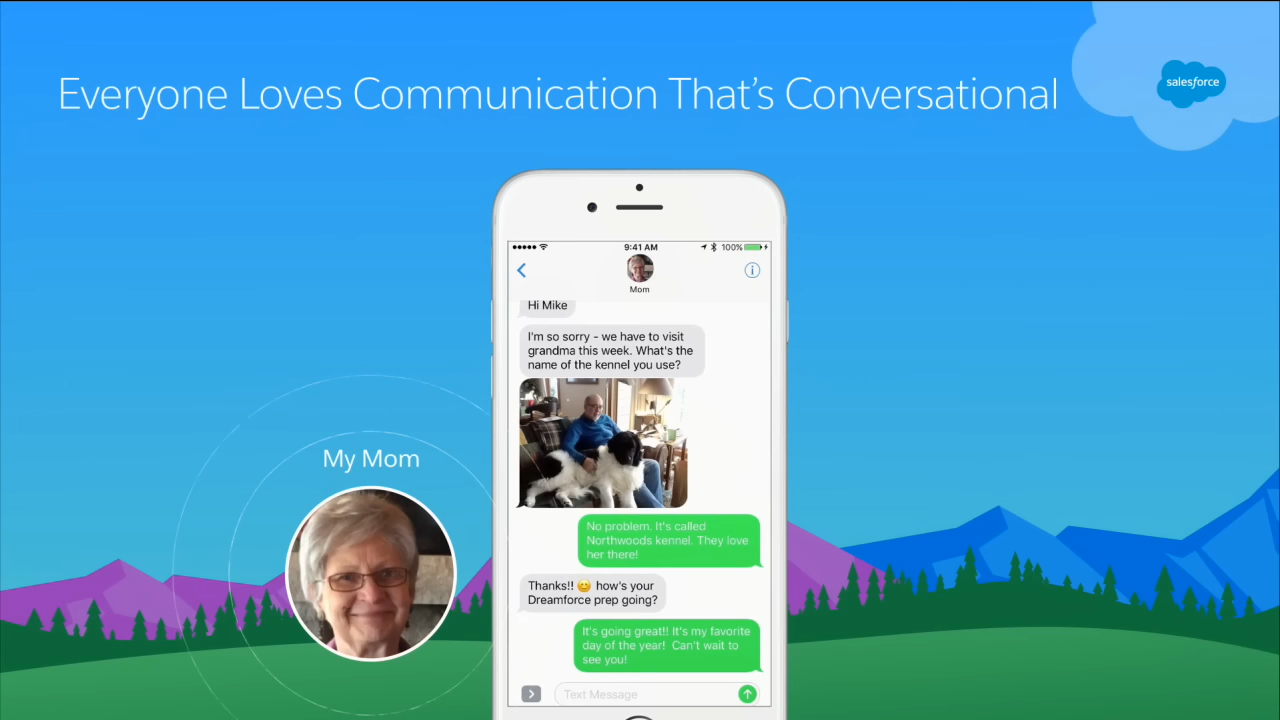 Everyone Loves Communication That's Conversational
salesforce
9:41 AM
100%
Mom
Hi Mike
I'm so sorry - we have to visit
grandma this week. What's the
name of the kennel you use?
No problem. It's called
Northwoods kennel. They love
her there!
Thanks!! 😊 how's your
Dreamforce prep going?
It's going great!! It's my favorite
day of the year! Can't wait to
see you!
Text Message
My Mom